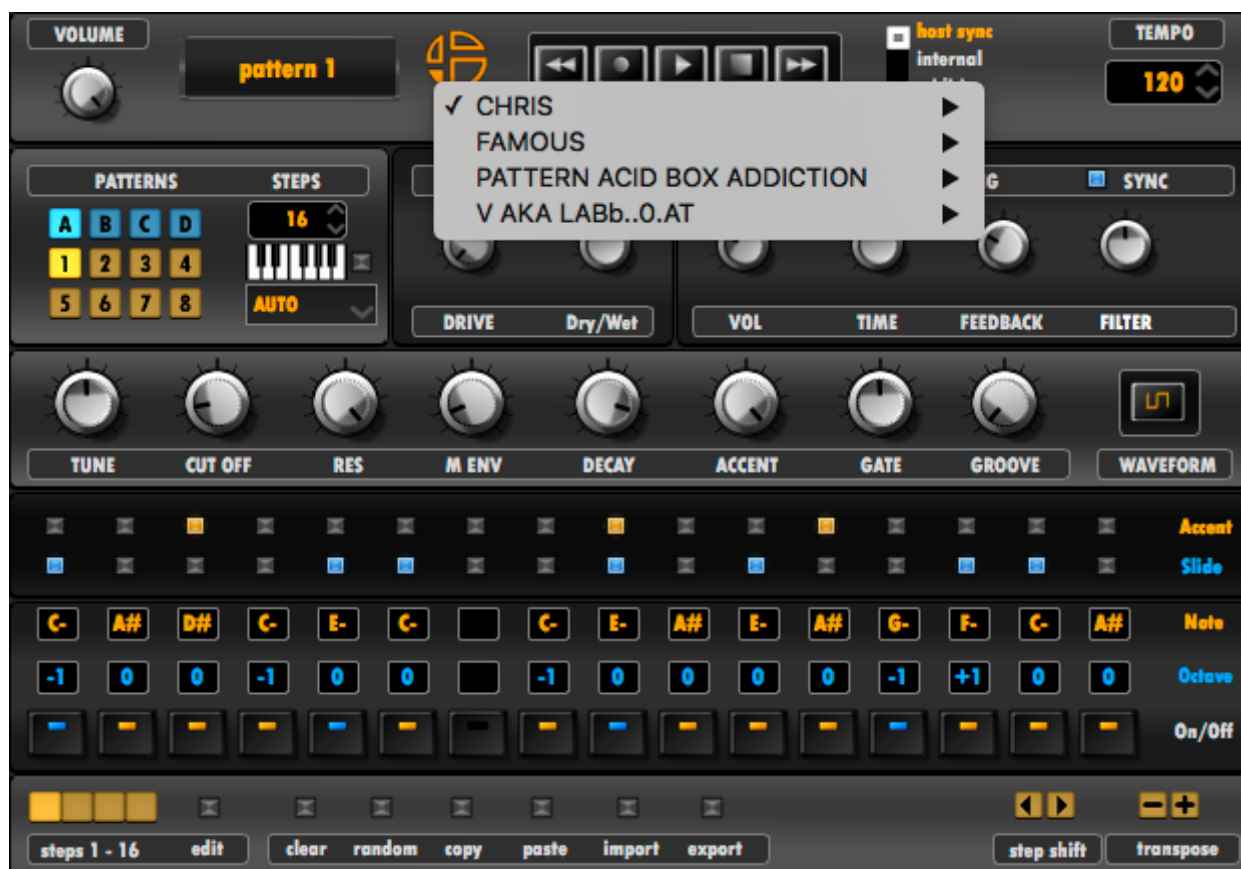 VOLUME
pattern 1
host sync
internal
TEMPO
120
✓ CHRIS
FAMOUS
PATTERN ACID BOX ADDICTION
V AKA LABb..0.AT
PATTERNS STEPS
SYNC
A B C D
16
1 2 3 4
5 6 7 8
AUTO
DRIVE Dry/Wet
VOL TIME FEEDBACK FILTER
TUNE CUT OFF RES M ENV DECAY ACCENT GATE GROOVE WAVEFORM
Accent
Slide
C- A# D# C- E- C- C- E- A# E- A# G- F- C- A# Note
-1 0 0 -1 0 0 -1 0 0 0 0 -1 +1 0 0 Octave
On/Off
steps 1 - 16 edit clear random copy paste import export step shift transpose